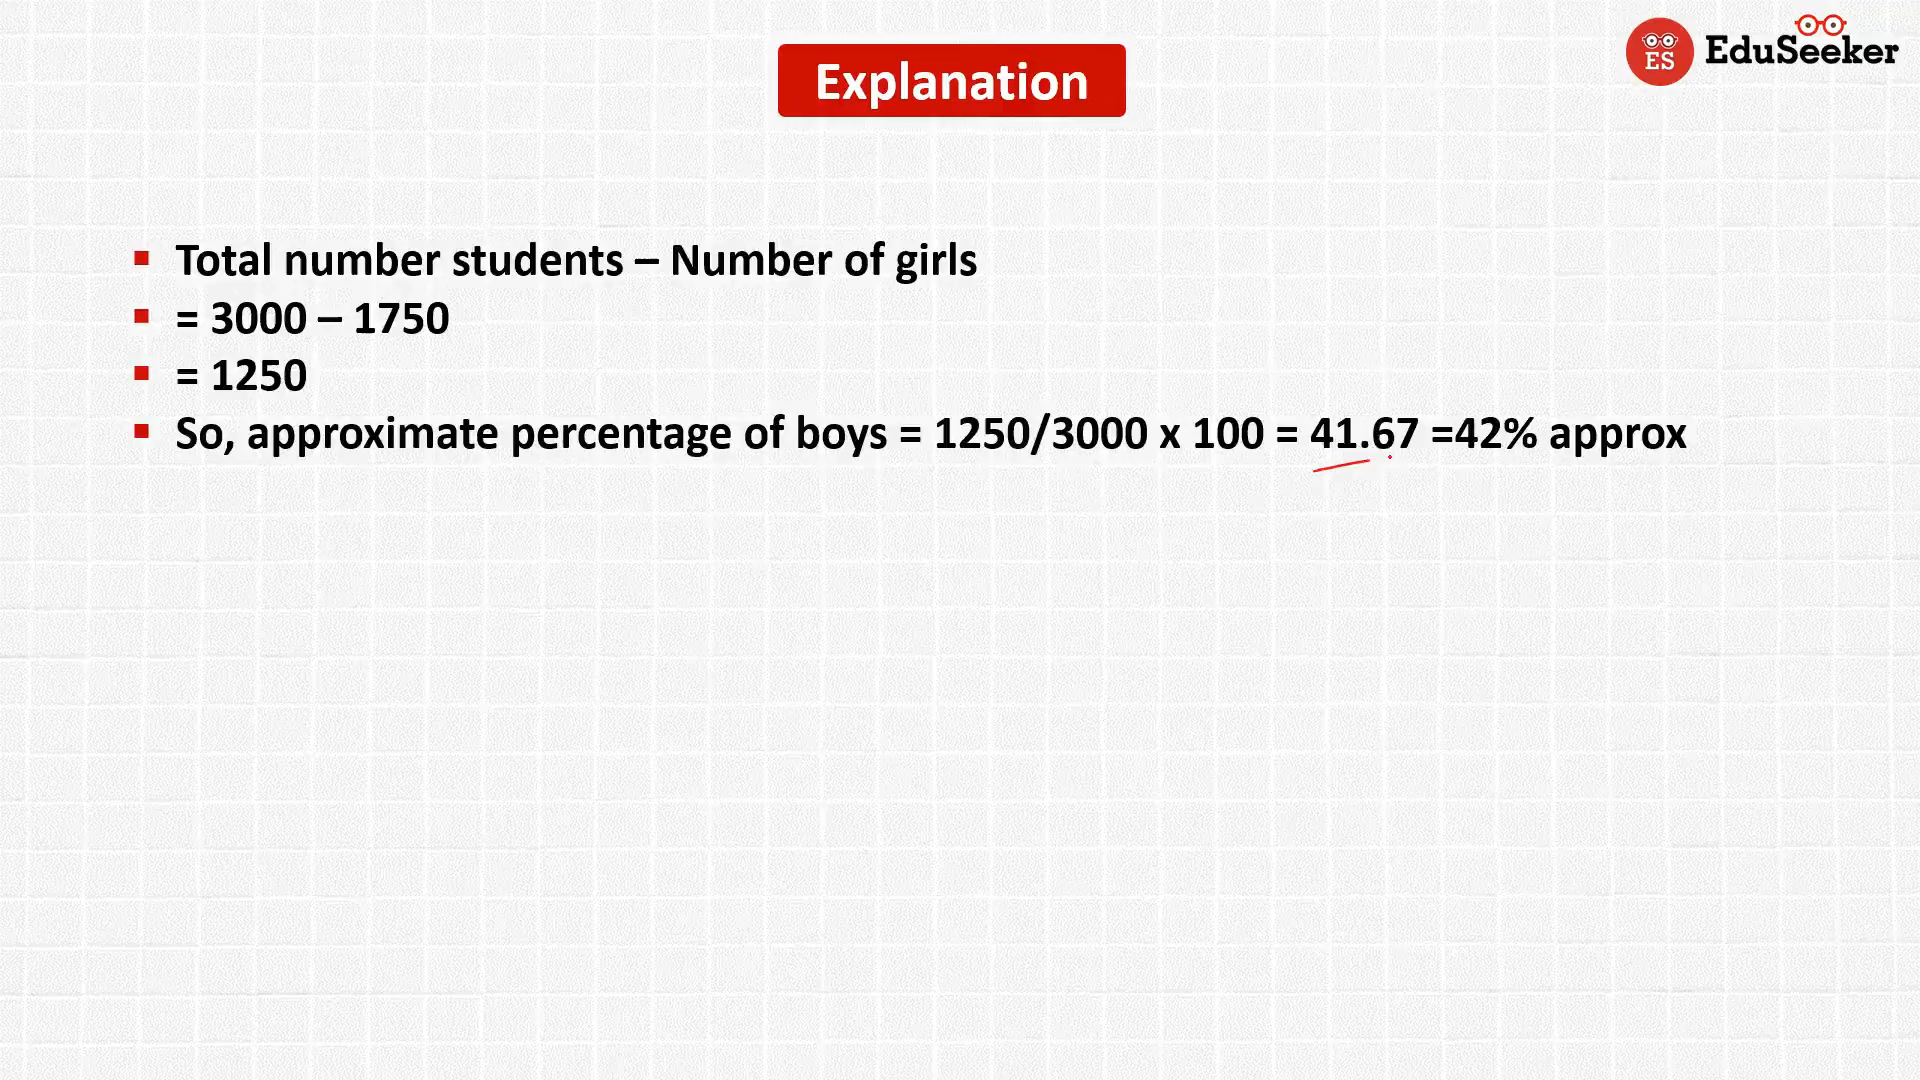 Explanation
ES EduSeeker
Total number students – Number of girls
= 3000 – 1750
= 1250
So, approximate percentage of boys = 1250/3000 x 100 = 41.67 =42% approx